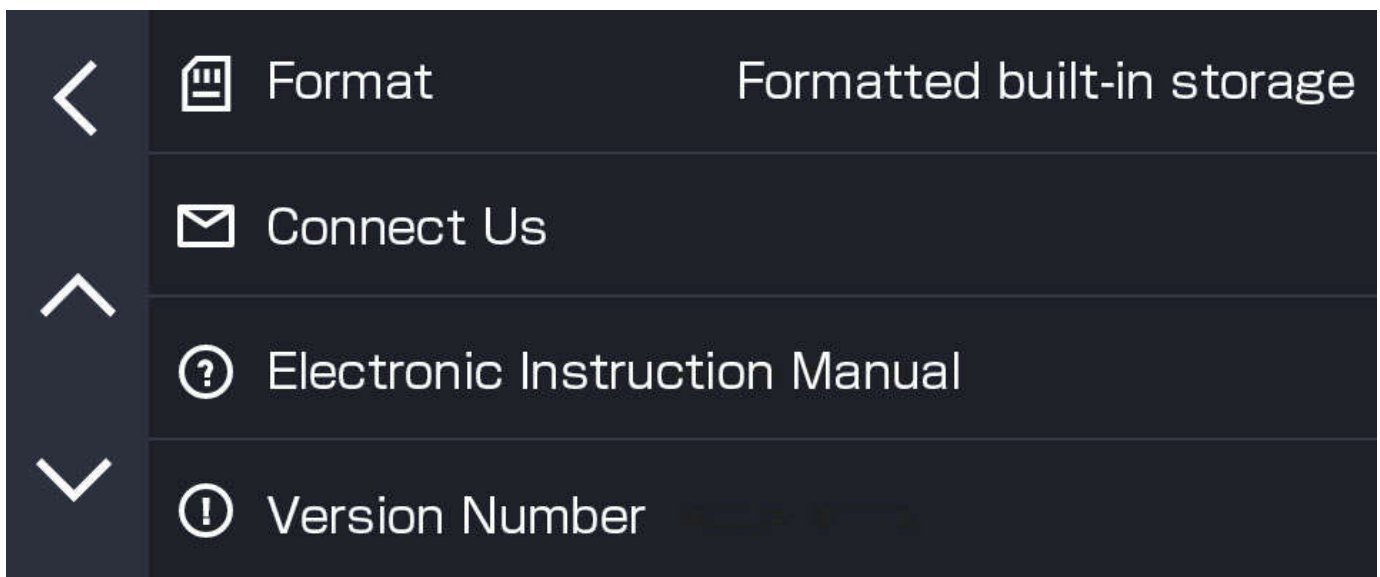 Format Formatted built-in storage
Connect Us
Electronic Instruction Manual
Version Number